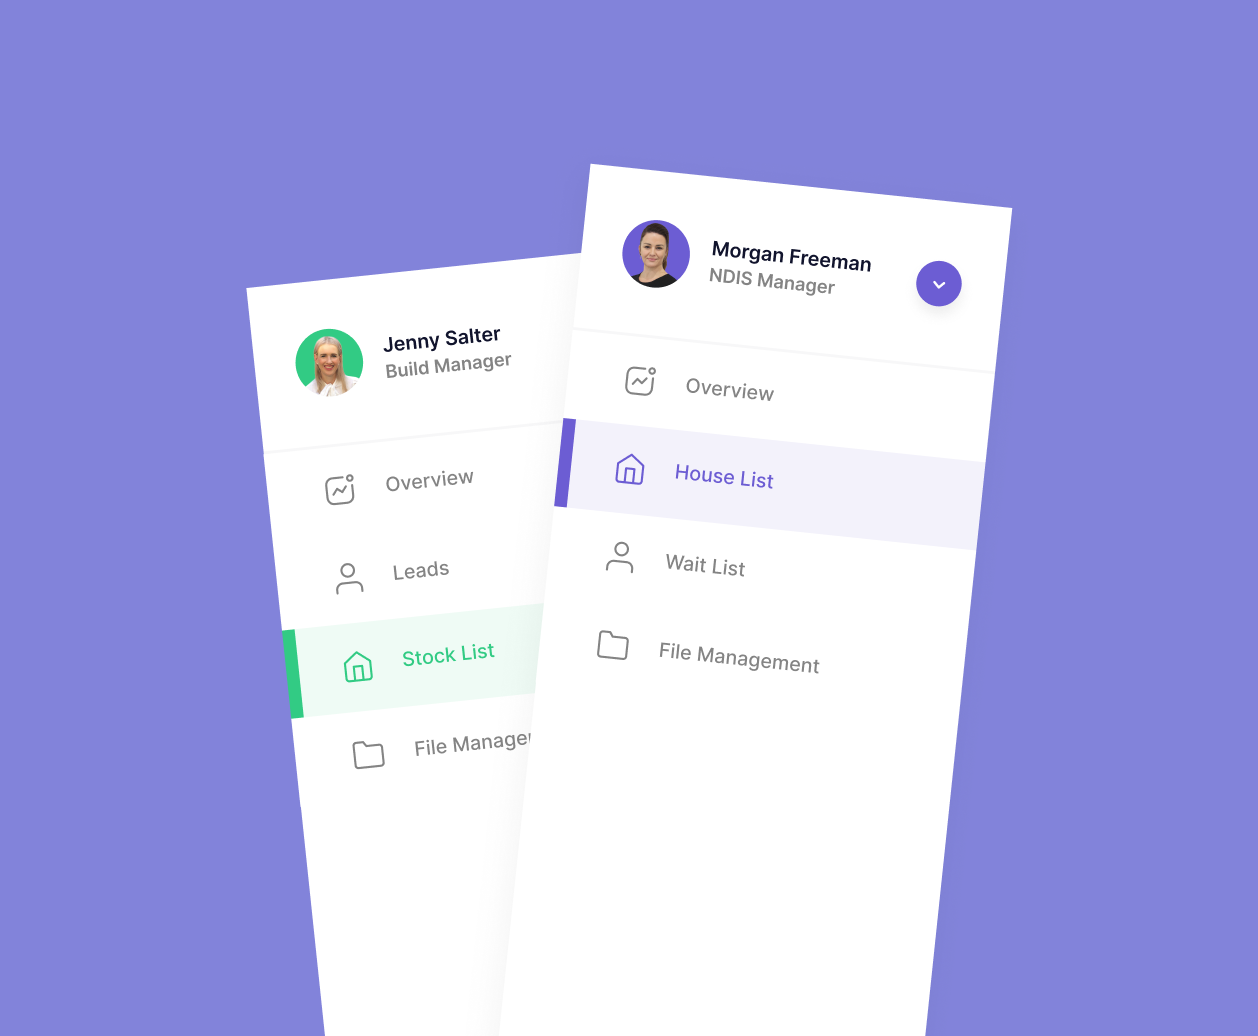 Jenny Salter
Build Manager
Overview
Leads
Stock List
File Manage
Morgan Freeman
NDIS Manager
Overview
House List
Wait List
File Management